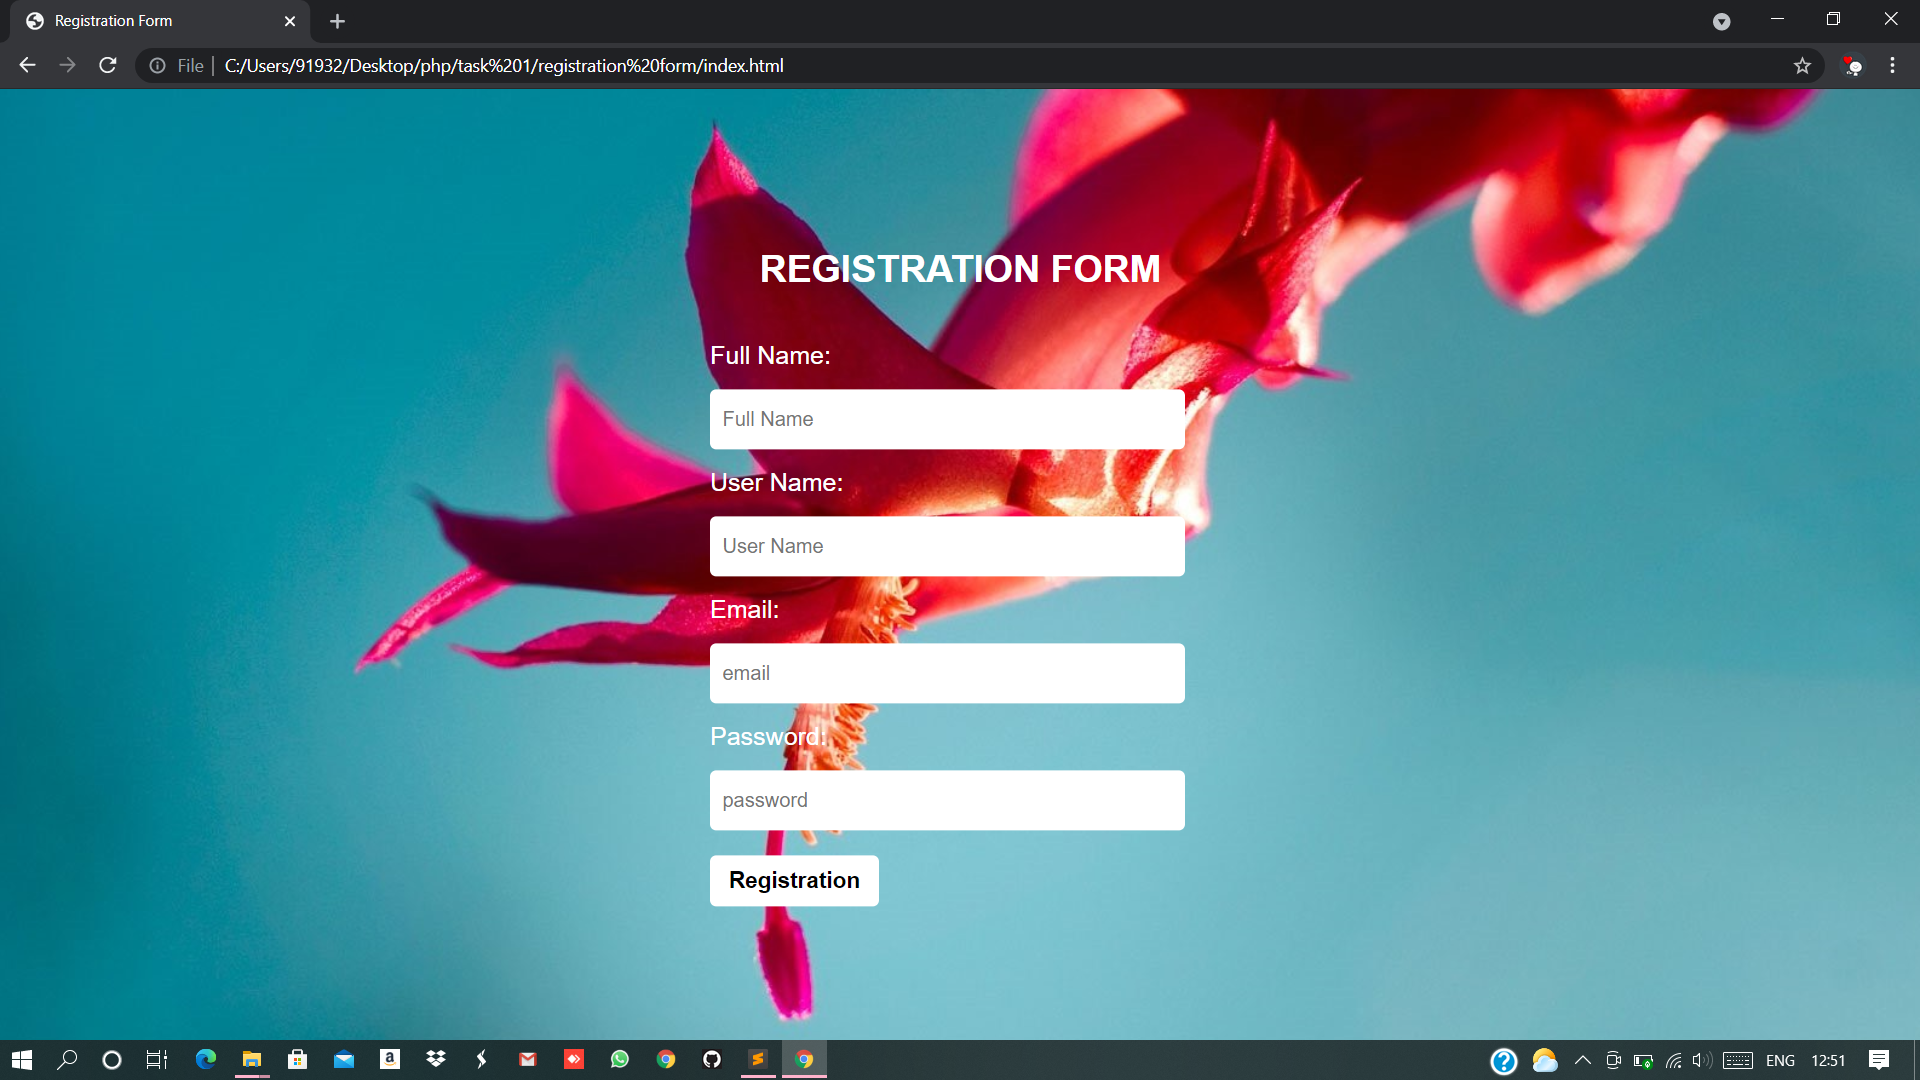 Registration Form
File
C:/Users/91932/Desktop/php/task%201/registration%20form/index.html
REGISTRATION FORM
Full Name:
Full Name
User Name:
User Name
Email:
email
Password:
password
Registration
ENG 12:51